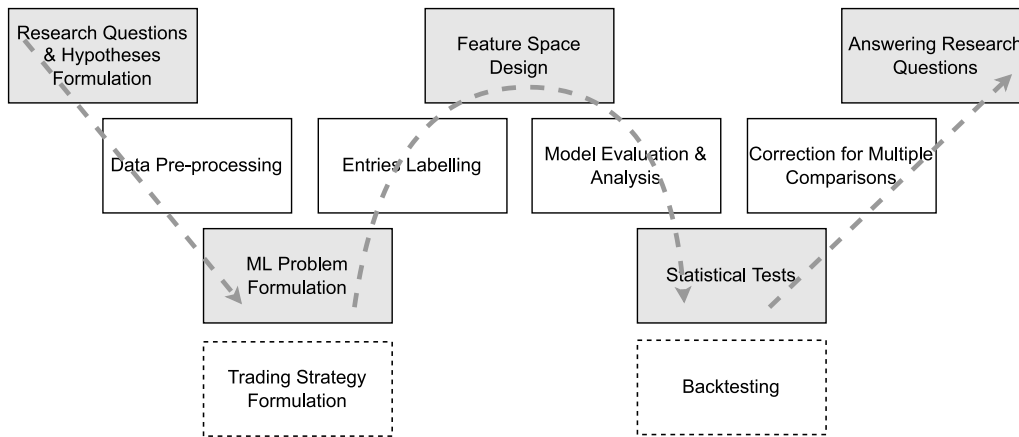 Research Questions
& Hypotheses
Formulation
Feature Space
Design
Answering Research
Questions
Data Pre-processing
Entries Labelling
Model Evaluation &
Analysis
Correction for Multiple
Comparisons
ML Problem
Formulation
Statistical Tests
Trading Strategy
Formulation
Backtesting